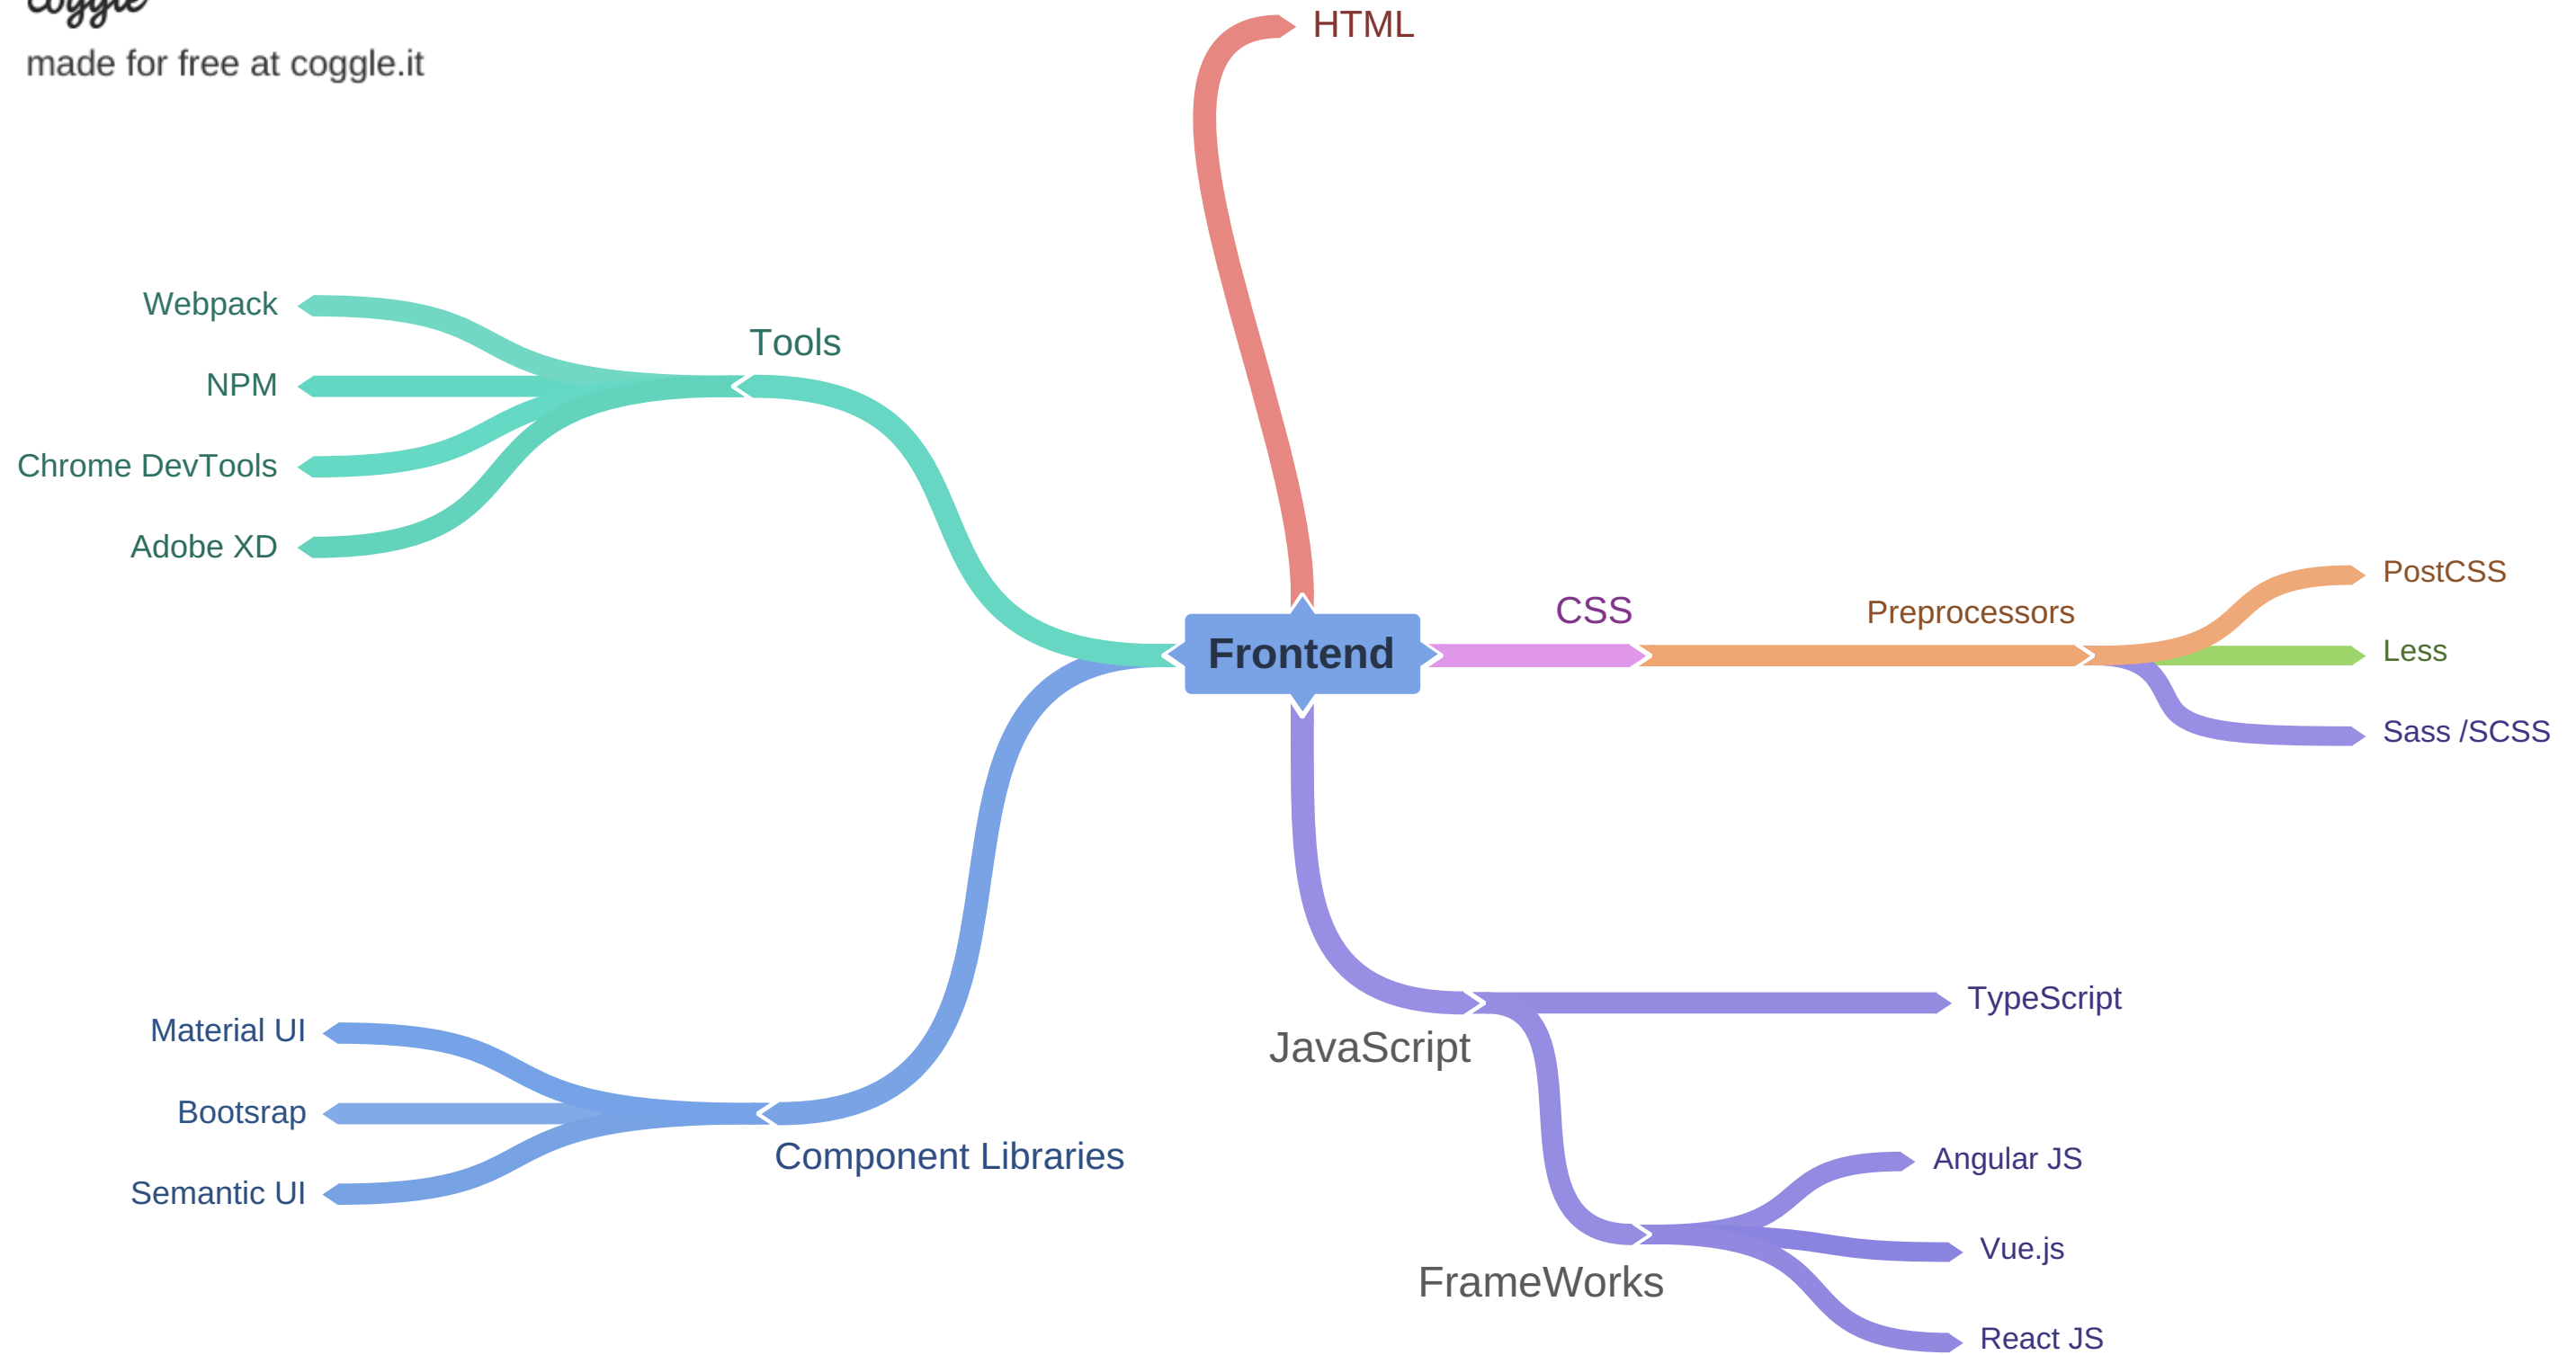 coggle
made for free at coggle.it
HTML
Webpack
NPM
Chrome DevTools
Adobe XD
Tools
Frontend
CSS
Preprocessors
PostCSS
Less
Sass /SCSS
Material UI
Bootsrap
Semantic UI
Component Libraries
JavaScript
TypeScript
FrameWorks
Angular JS
Vue.js
React JS